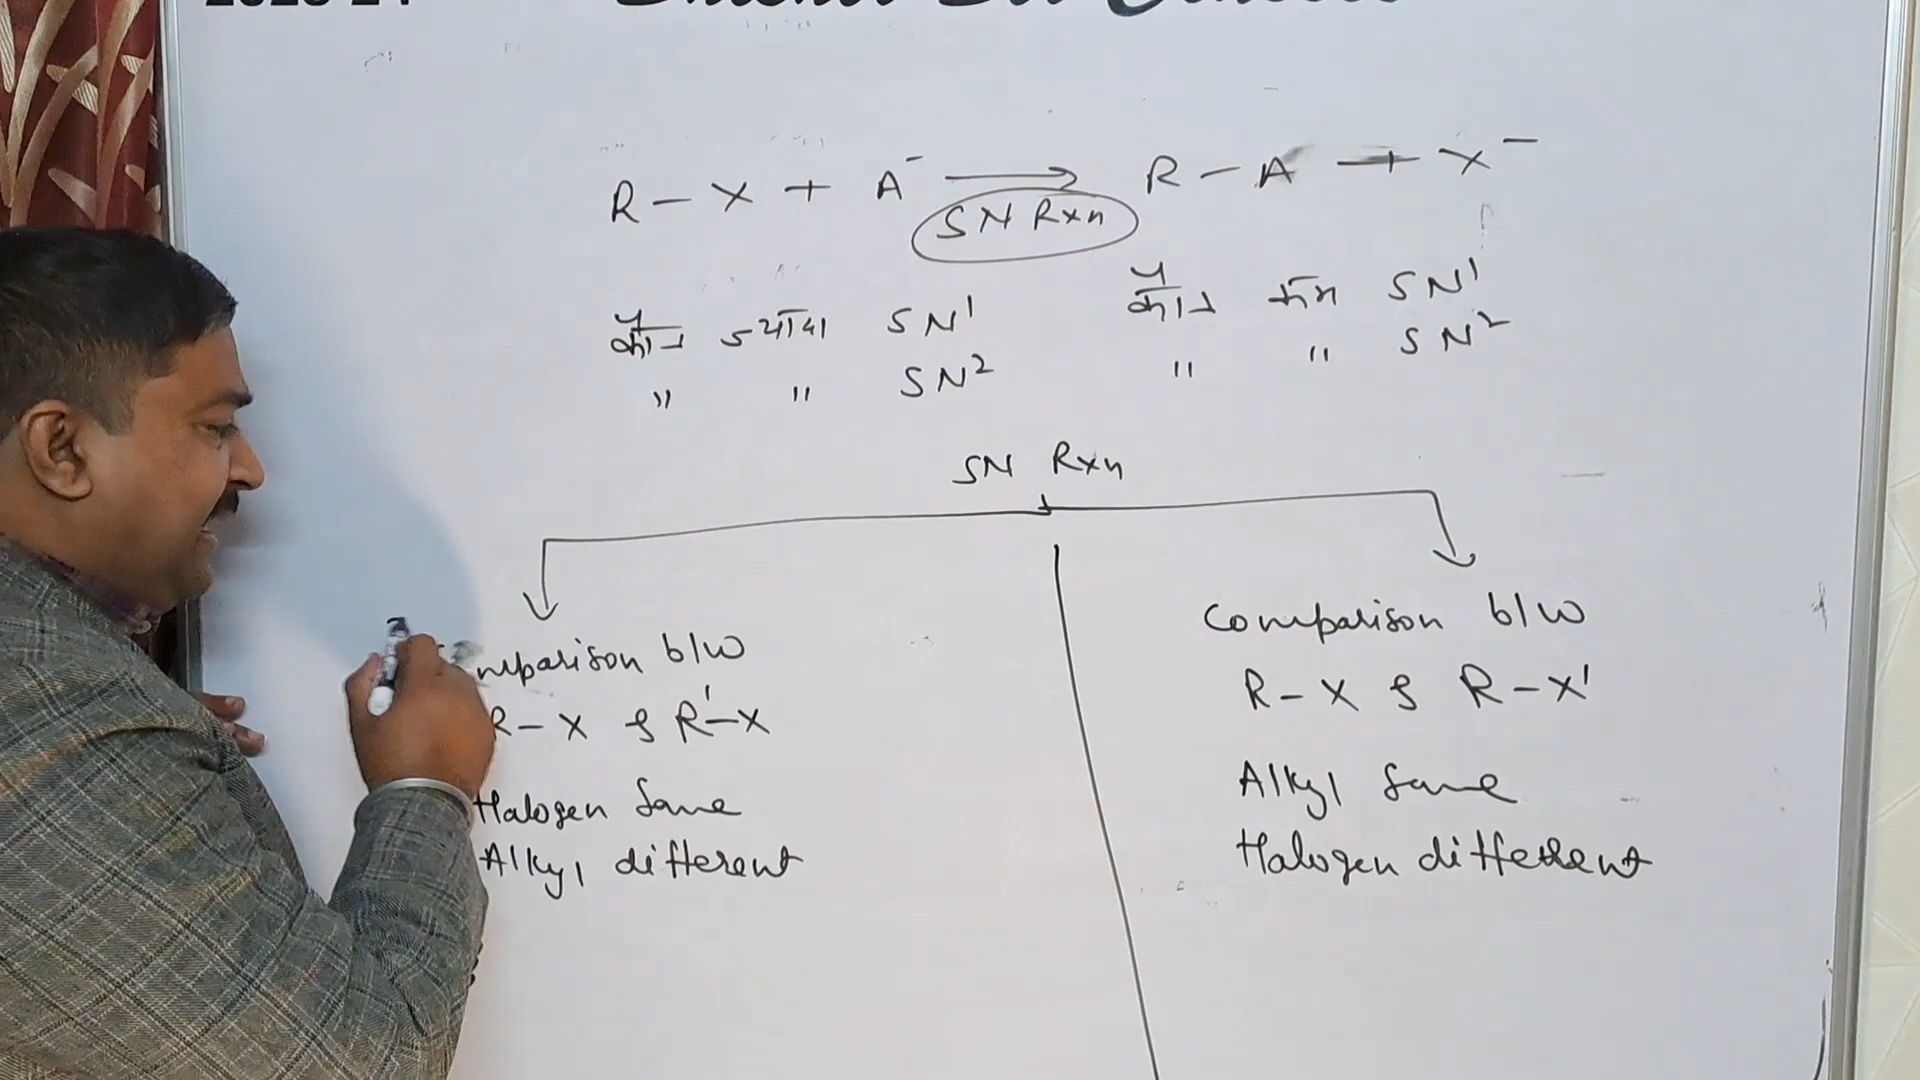 R – X + A⁻ ⟶ R – A + X⁻
SN Rxn
कौन ज्यादा SN¹
कौन कम SN¹
" " SN²
" " SN²
SN Rxn
mparison b/w
R – X & R'–X
Halogen Same
Alkyl different
Comparison b/w
R – X & R – X'
Alkyl Same
Halogen different